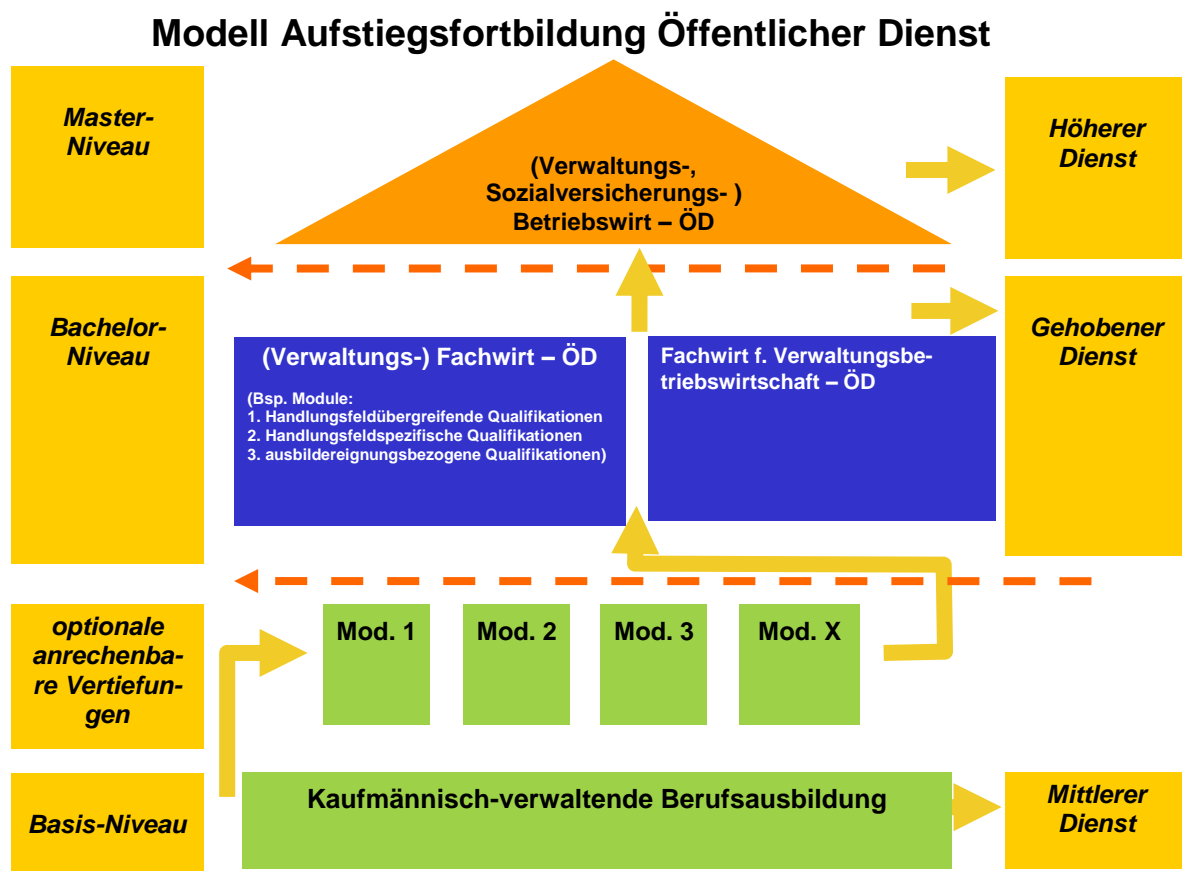 Modell Aufstiegsfortbildung Öffentlicher Dienst
Master-
Niveau
(Verwaltungs-,
Sozialversicherungs- )
Betriebswirt – ÖD
Höherer
Dienst
Bachelor-
Niveau
(Verwaltungs-) Fachwirt – ÖD
(Bsp. Module:
1. Handlungsfeldübergreifende Qualifikationen
2. Handlungsfeldspezifische Qualifikationen
3. ausbildereignungsbezogene Qualifikationen)
Fachwirt f. Verwaltungsbe-
triebswirtschaft – ÖD
Gehobener
Dienst
optionale
anrechenba-
re Vertiefun-
gen
Mod. 1
Mod. 2
Mod. 3
Mod. X
Basis-Niveau
Kaufmännisch-verwaltende Berufsausbildung
Mittlerer
Dienst